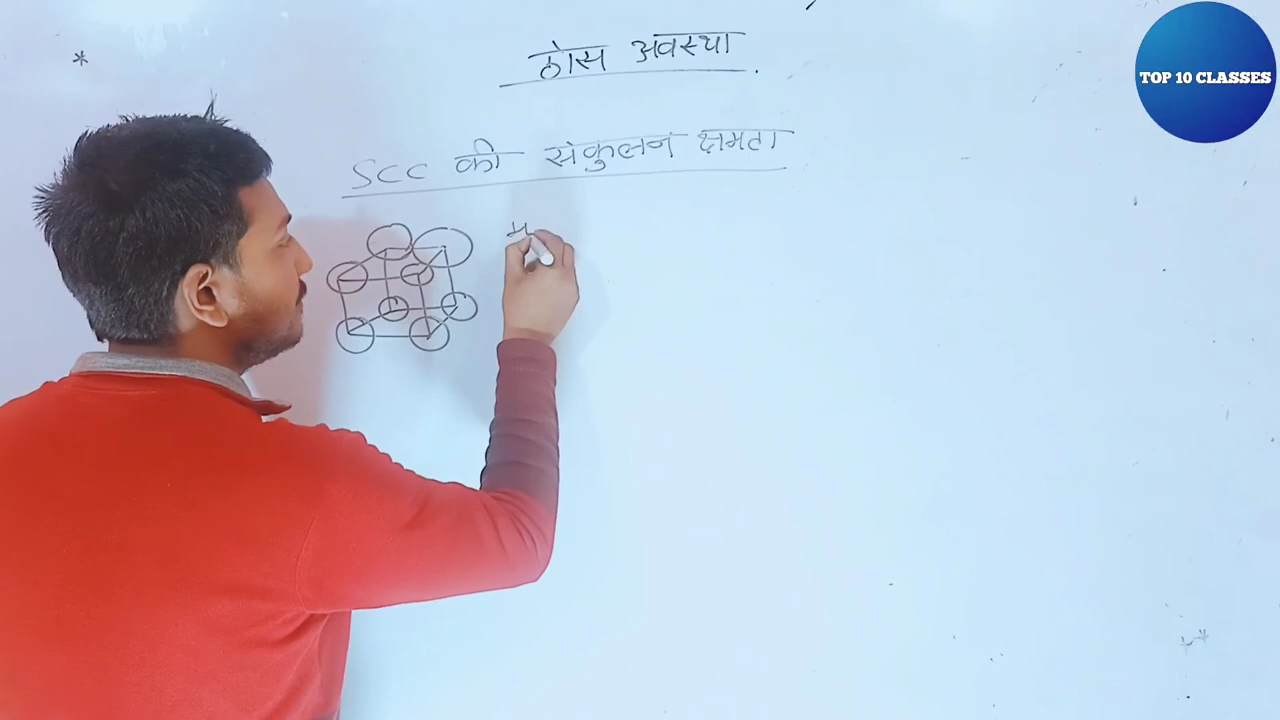 ठोस अवस्था
TOP 10 CLASSES
SCC की संकुलन क्षमता